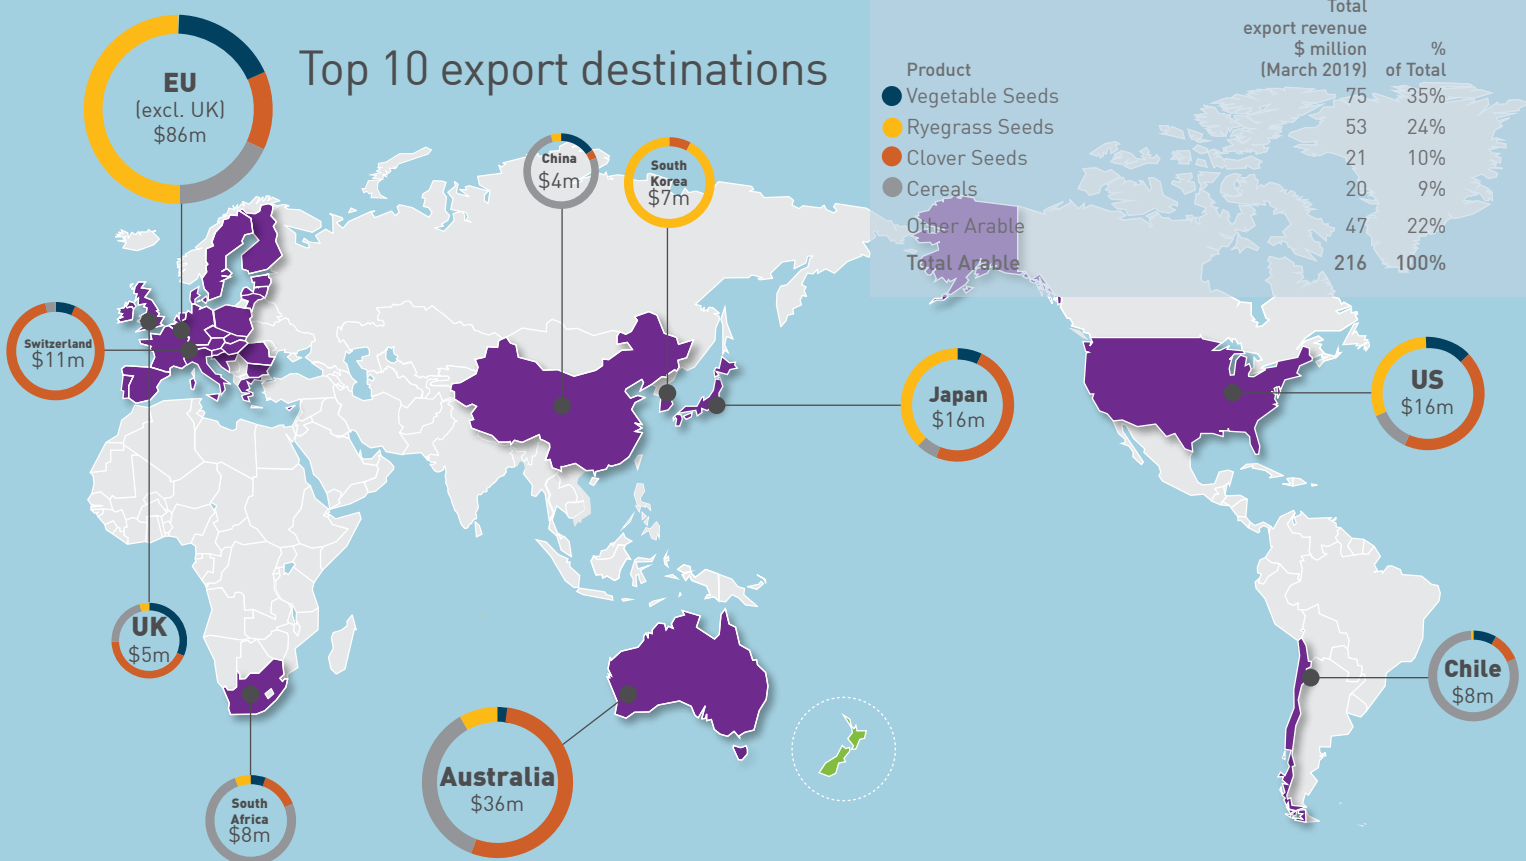 Top 10 export destinations
Total
export revenue
$ million %
Product (March 2019) of Total
Vegetable Seeds 75 35%
Ryegrass Seeds 53 24%
Clover Seeds 21 10%
Cereals 20 9%
Other Arable 47 22%
Total Arable 216 100%
EU
(excl. UK)
$86m
China
$4m
South
Korea
$7m
Switzerland
$11m
Japan
$16m
US
$16m
UK
$5m
Chile
$8m
Australia
$36m
South
Africa
$8m